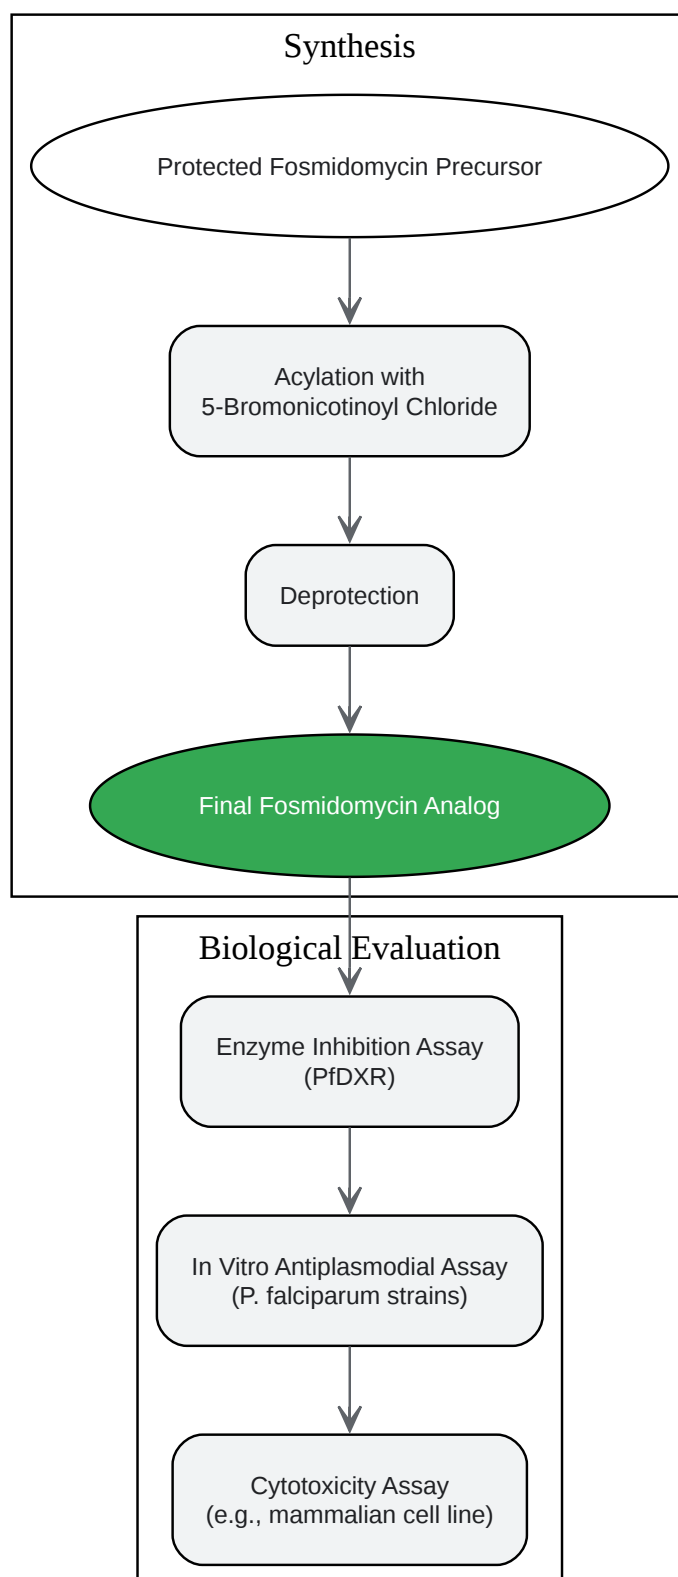 Synthesis
Protected Fosmidomycin Precursor
Acylation with
5-Bromonicotinoyl Chloride
Deprotection
Final Fosmidomycin Analog
Biological Evaluation
Enzyme Inhibition Assay
(PfDXR)
In Vitro Antiplasmodial Assay
(P. falciparum strains)
Cytotoxicity Assay
(e.g., mammalian cell line)